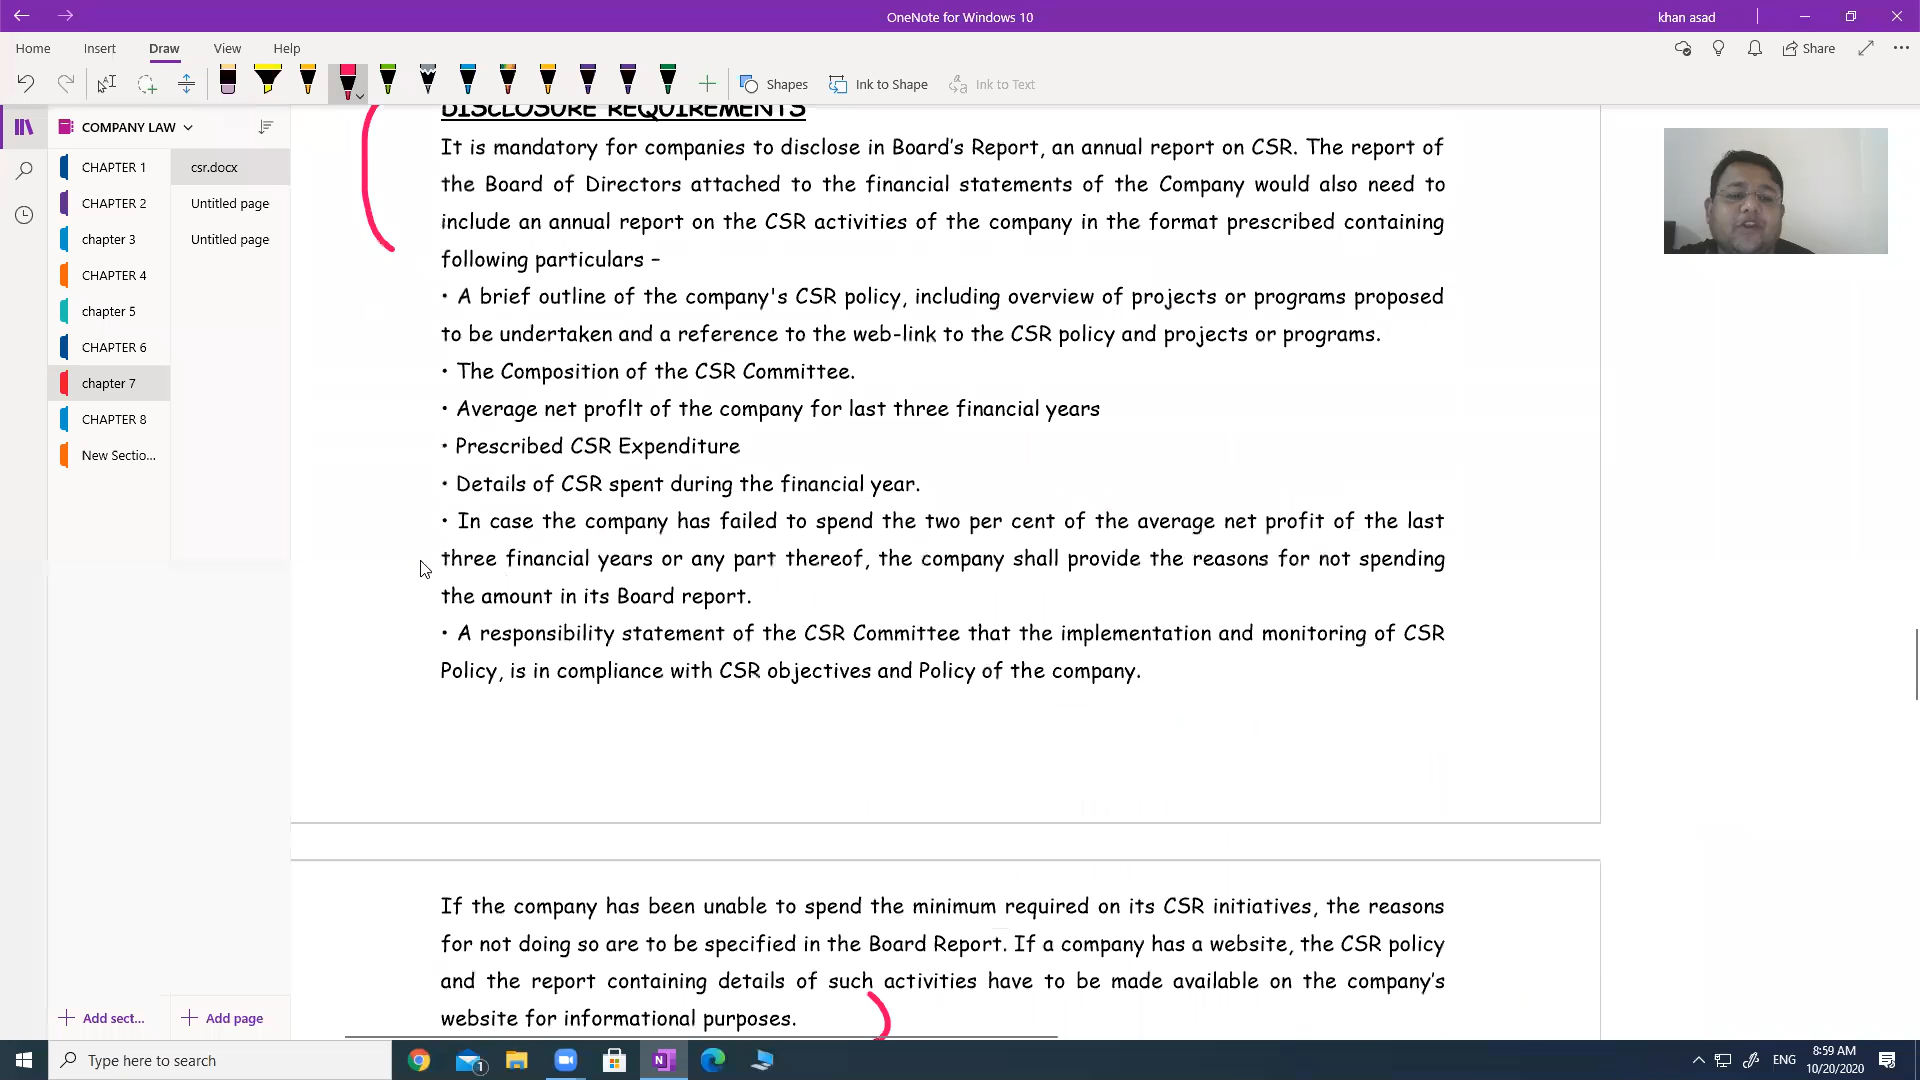 OneNote for Windows 10
khan asad
Home Insert Draw View Help
Share
Shapes Ink to Shape Ink to Text
COMPANY LAW
CHAPTER 1
CHAPTER 2
chapter 3
CHAPTER 4
chapter 5
CHAPTER 6
chapter 7
CHAPTER 8
New Sectio...
csr.docx
Untitled page
Untitled page
DISCLOSURE REQUIREMENTS
It is mandatory for companies to disclose in Board's Report, an annual report on CSR. The report of
the Board of Directors attached to the financial statements of the Company would also need to
include an annual report on the CSR activities of the company in the format prescribed containing
following particulars –
• A brief outline of the company's CSR policy, including overview of projects or programs proposed
to be undertaken and a reference to the web-link to the CSR policy and projects or programs.
• The Composition of the CSR Committee.
• Average net proflt of the company for last three financial years
• Prescribed CSR Expenditure
• Details of CSR spent during the financial year.
• In case the company has failed to spend the two per cent of the average net profit of the last
three financial years or any part thereof, the company shall provide the reasons for not spending
the amount in its Board report.
• A responsibility statement of the CSR Committee that the implementation and monitoring of CSR
Policy, is in compliance with CSR objectives and Policy of the company.
If the company has been unable to spend the minimum required on its CSR initiatives, the reasons
for not doing so are to be specified in the Board Report. If a company has a website, the CSR policy
and the report containing details of such activities have to be made available on the company's
website for informational purposes.
Add sect...
Add page
Type here to search
1
N
ENG
8:59 AM
10/20/2020